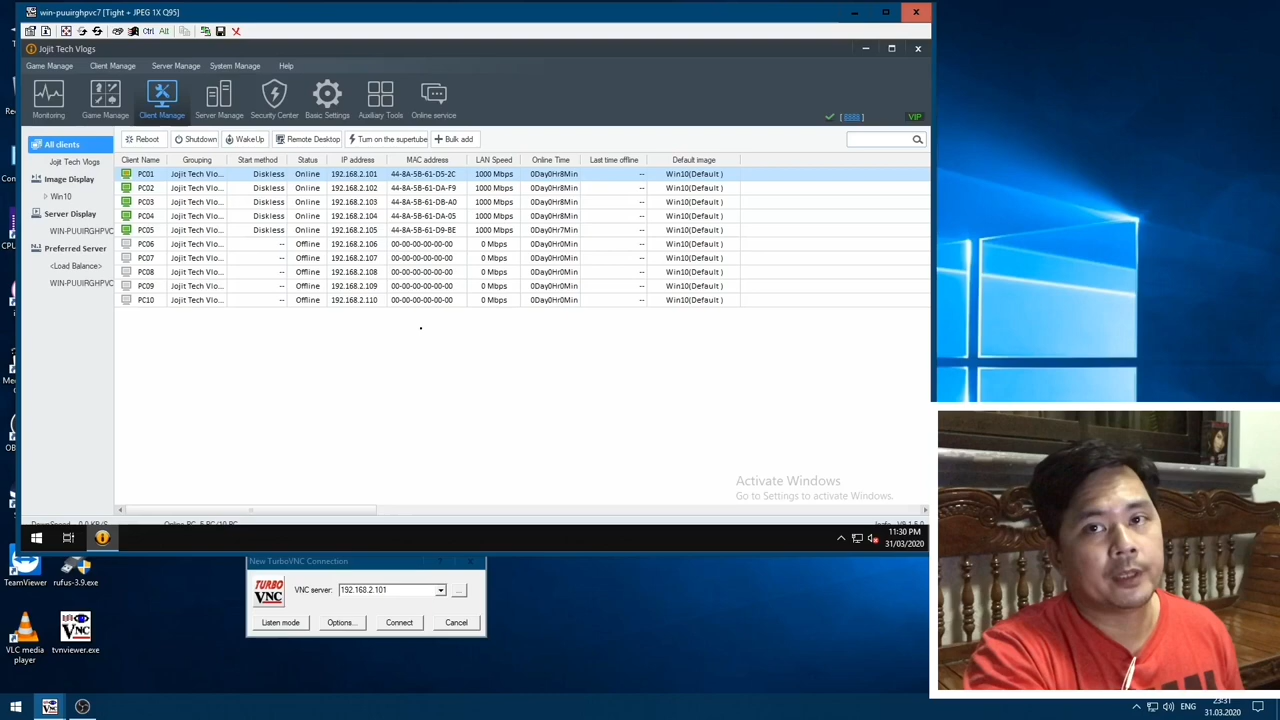 win-puuirghpvc7 [Tight + JPEG 1X Q95]
Ctrl Alt
Jojit Tech Vlogs
Game Manage Client Manage Server Manage System Manage Help
Monitoring Game Manage Client Manage Server Manage Security Center Basic Settings Auxiliary Tools Online service
VIP
All clients
Jojit Tech Vlogs
Image Display
Win10
Server Display
WIN-PUUIRGHPVC
Preferred Server
<Load Balance>
WIN-PUUIRGHPVC
Reboot Shutdown WakeUp Remote Desktop Turn on the supertube Bulk add
Client Name Grouping Start method Status IP address MAC address LAN Speed Online Time Last time offline Default image
PC01 Jojit Tech Vlo... Diskless Online 192.168.2.101 44-8A-5B-61-D5-2C 1000 Mbps 0Day0Hr8Min -- Win10(Default )
PC02 Jojit Tech Vlo... Diskless Online 192.168.2.102 44-8A-5B-61-DA-F9 1000 Mbps 0Day0Hr8Min -- Win10(Default )
PC03 Jojit Tech Vlo... Diskless Online 192.168.2.103 44-8A-5B-61-DB-A0 1000 Mbps 0Day0Hr8Min -- Win10(Default )
PC04 Jojit Tech Vlo... Diskless Online 192.168.2.104 44-8A-5B-61-DA-05 1000 Mbps 0Day0Hr8Min -- Win10(Default )
PC05 Jojit Tech Vlo... Diskless Online 192.168.2.105 44-8A-5B-61-D9-BE 1000 Mbps 0Day0Hr7Min -- Win10(Default )
PC06 Jojit Tech Vlo... -- Offline 192.168.2.106 00-00-00-00-00-00 0 Mbps 0Day0Hr0Min -- Win10(Default )
PC07 Jojit Tech Vlo... -- Offline 192.168.2.107 00-00-00-00-00-00 0 Mbps 0Day0Hr0Min -- Win10(Default )
PC08 Jojit Tech Vlo... -- Offline 192.168.2.108 00-00-00-00-00-00 0 Mbps 0Day0Hr0Min -- Win10(Default )
PC09 Jojit Tech Vlo... -- Offline 192.168.2.109 00-00-00-00-00-00 0 Mbps 0Day0Hr0Min -- Win10(Default )
PC10 Jojit Tech Vlo... -- Offline 192.168.2.110 00-00-00-00-00-00 0 Mbps 0Day0Hr0Min -- Win10(Default )
Activate Windows
Go to Settings to activate Windows.
11:30 PM
31/03/2020
New TurboVNC Connection
TURBO
VNC
VNC server: 192.168.2.101 ...
Listen mode Options... Connect Cancel
TeamViewer rufus-3.9.exe
VLC media player
tvnviewer.exe
ENG
23:31
31.03.2020